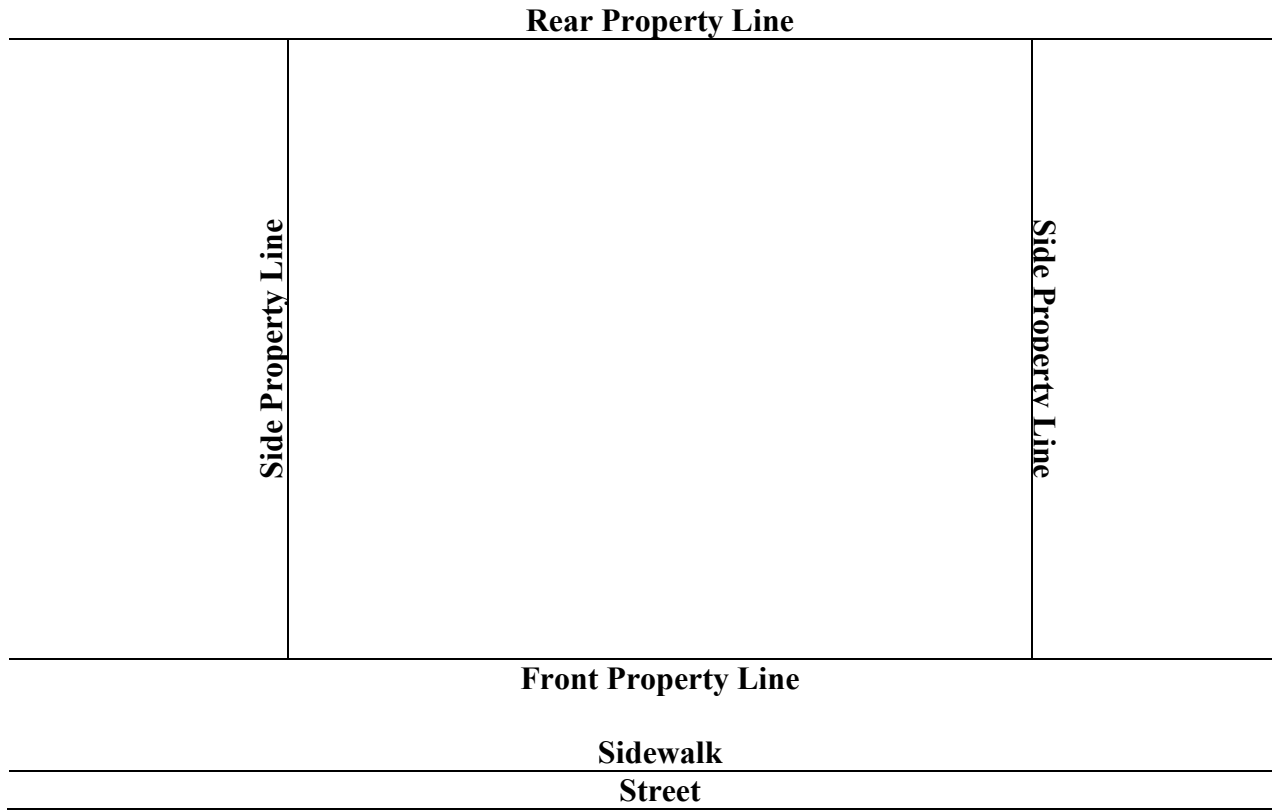 Rear Property Line
Side Property Line
Side Property Line
Front Property Line
Sidewalk
Street